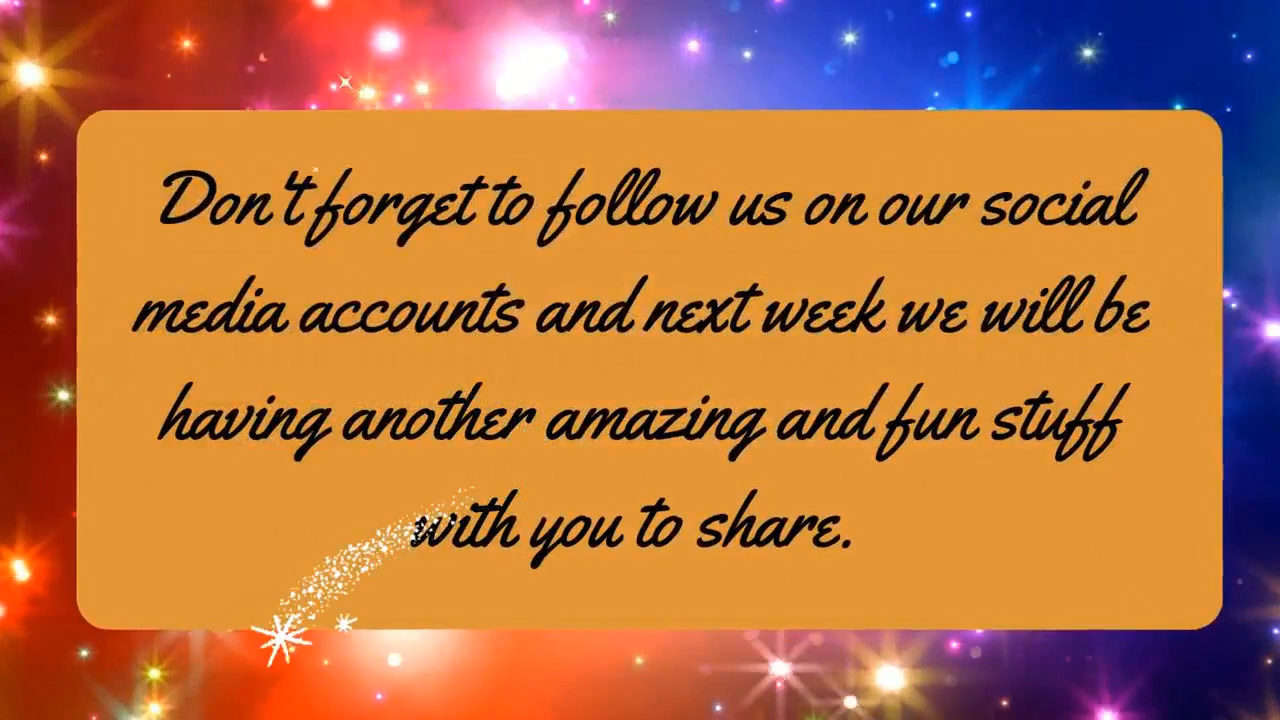 Don't forget to follow us on our social
media accounts and next week we will be
having another amazing and fun stuff
with you to share.